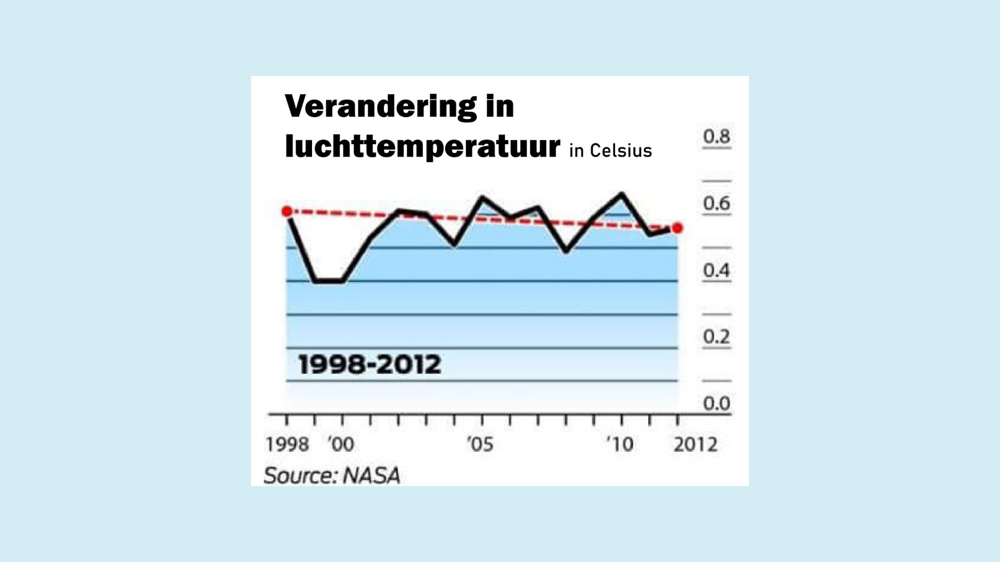 Verandering in
luchttemperatuur in Celsius
0.8
0.6
0.4
0.2
1998-2012
0.0
1998 '00 '05 '10 2012
Source: NASA